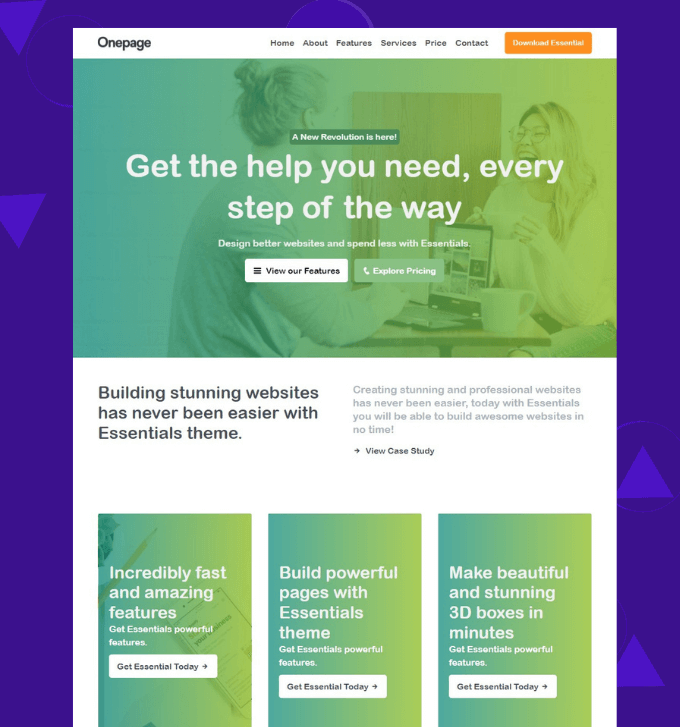 Onepage
Home About Features Services Price Contact Download Essential
A New Revolution is here!
Get the help you need, every
step of the way
Design better websites and spend less with Essentials.
View our Features Explore Pricing
Building stunning websites
has never been easier with
Essentials theme.
Creating stunning and professional websites
has never been easier, today with Essentials
you will be able to build awesome websites in
no time!
View Case Study
Incredibly fast
and amazing
features
Get Essentials powerful
features.
Get Essential Today
Build powerful
pages with
Essentials
theme
Get Essentials powerful
features.
Get Essential Today
Make beautiful
and stunning
3D boxes in
minutes
Get Essentials powerful
features.
Get Essential Today